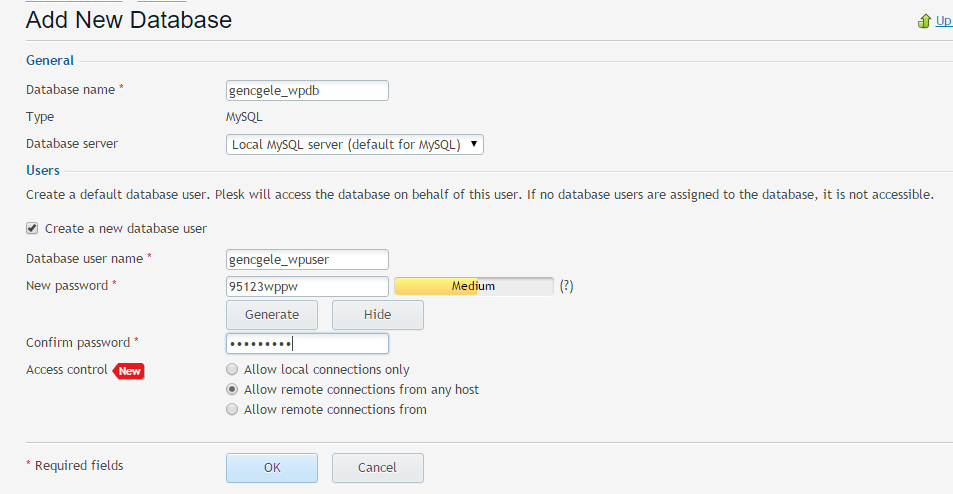 Add New Database
Up
General
Database name *
gencgele_wpdb
Type
MySQL
Database server
Local MySQL server (default for MySQL)
Users
Create a default database user. Plesk will access the database on behalf of this user. If no database users are assigned to the database, it is not accessible.
Create a new database user
Database user name *
gencgele_wpuser
New password *
95123wppw
Medium
(?)
Generate
Hide
Confirm password *
•••••••••
Access control New
Allow local connections only
Allow remote connections from any host
Allow remote connections from
* Required fields
OK
Cancel